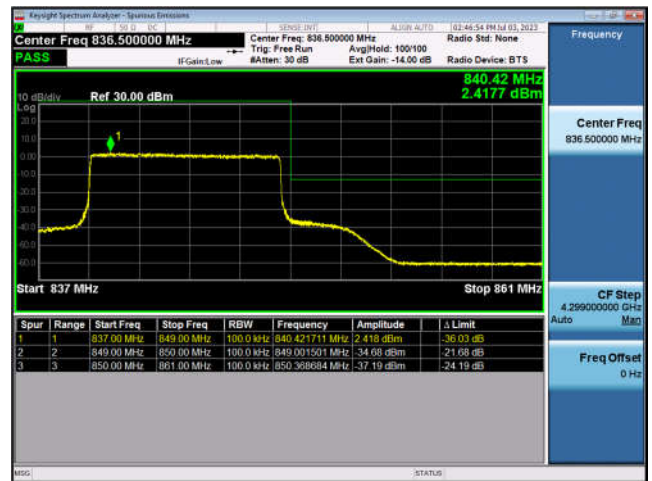 Keysight Spectrum Analyzer - Spurious Emissions
RF 50 Ω DC SENSE:INT ALIGN AUTO 02:46:54 PM Jul 03, 2023
Center Freq 836.500000 MHz
Center Freq: 836.500000 MHz
Radio Std: None
PASS
Trig: Free Run
Avg|Hold: 100/100
IFGain:Low
#Atten: 30 dB
Ext Gain: -14.00 dB
Radio Device: BTS
840.42 MHz
2.4177 dBm
10 dB/div Ref 30.00 dBm
Log
20.0
1
10.0
0.00
-10.0
-20.0
-30.0
-40.0
-50.0
-60.0
Start 837 MHz Stop 861 MHz
Spur Range Start Freq Stop Freq RBW Frequency Amplitude Δ Limit
1 1 837.00 MHz 849.00 MHz 100.0 kHz 840.421711 MHz 2.418 dBm -36.03 dB
2 2 849.00 MHz 850.00 MHz 100.0 kHz 849.001501 MHz -34.68 dBm -21.68 dB
3 3 850.00 MHz 861.00 MHz 100.0 kHz 850.368684 MHz -37.19 dBm -24.19 dB
MSG STATUS
Frequency
Center Freq
836.500000 MHz
CF Step
4.299000000 GHz
Auto Man
Freq Offset
0 Hz